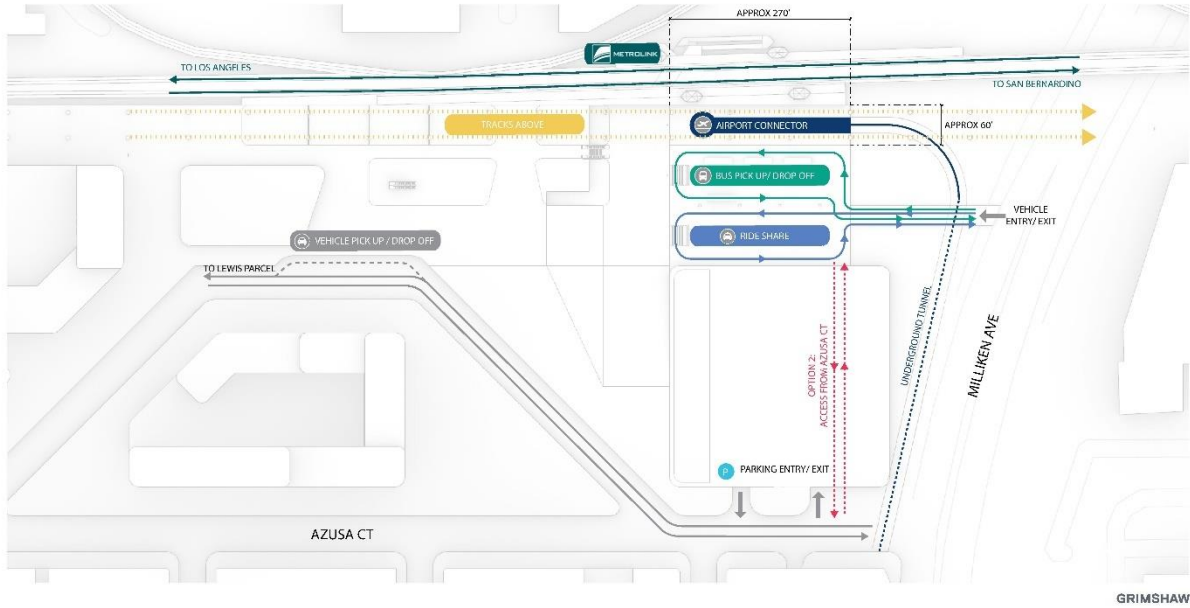 APPROX 270'
METROLINK
TO LOS ANGELES
TO SAN BERNARDINO
TRACKS ABOVE
AIRPORT CONNECTOR
APPROX 60'
BUS PICK UP/ DROP OFF
VEHICLE
ENTRY/ EXIT
RIDE SHARE
VEHICLE PICK UP / DROP OFF
TO LEWIS PARCEL
OPTION 2:
ACCESS FROM AZUSA CT
UNDERGROUND TUNNEL
MILLIKEN AVE
P
PARKING ENTRY/ EXIT
AZUSA CT
GRIMSHAW